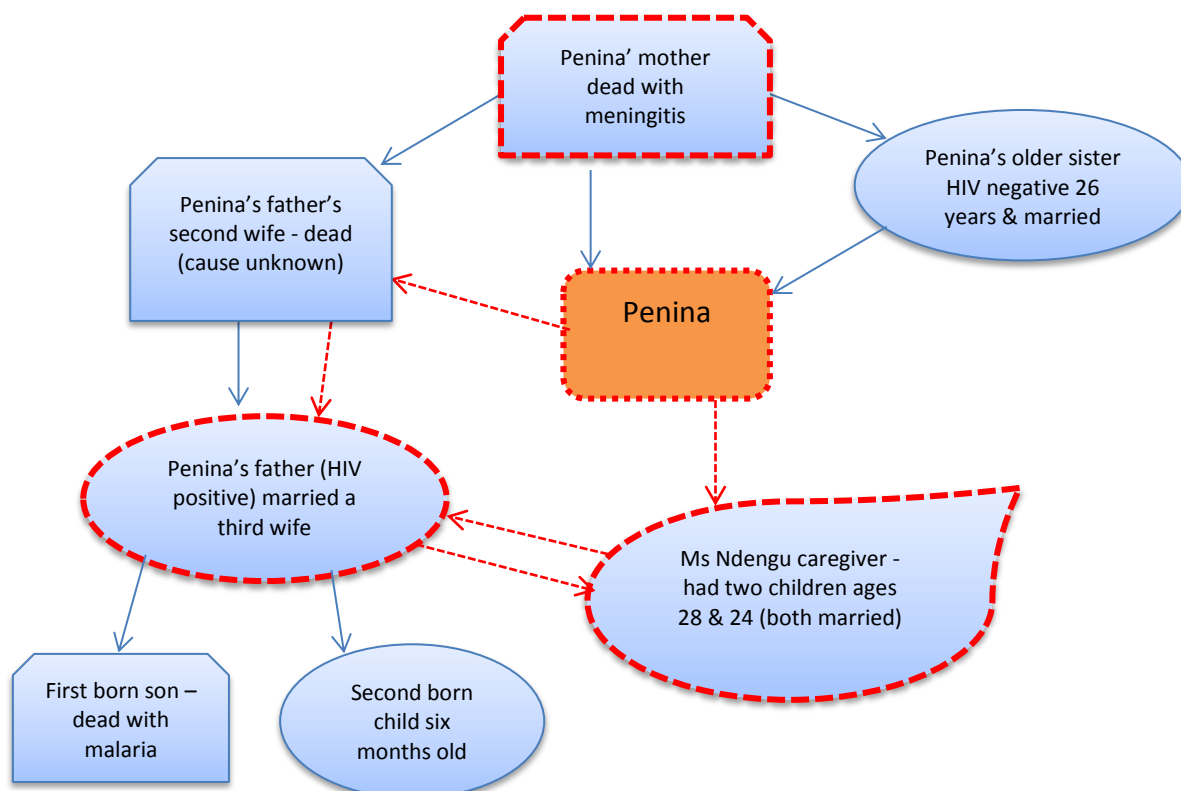 Penina’ mother
dead with
meningitis
Penina’s older sister
HIV negative 26
years & married
Penina’s father’s
second wife - dead
(cause unknown)
Penina
Penina’s father (HIV
positive) married a
third wife
Ms Ndengu caregiver -
had two children ages
28 & 24 (both married)
First born son –
dead with
malaria
Second born
child six
months old